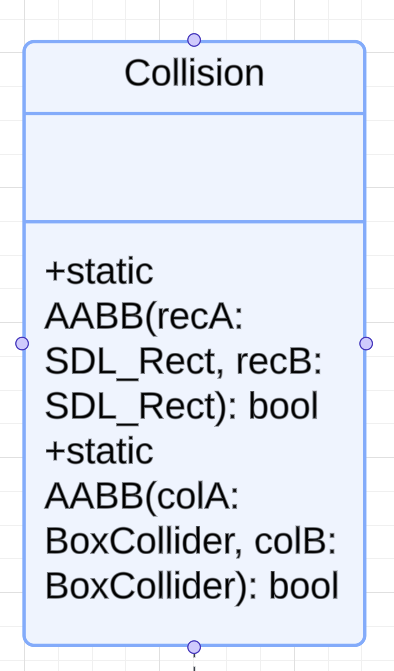 Collision
+static
AABB(recA:
SDL_Rect, recB:
SDL_Rect): bool
+static
AABB(colA:
BoxCollider, colB:
BoxCollider): bool